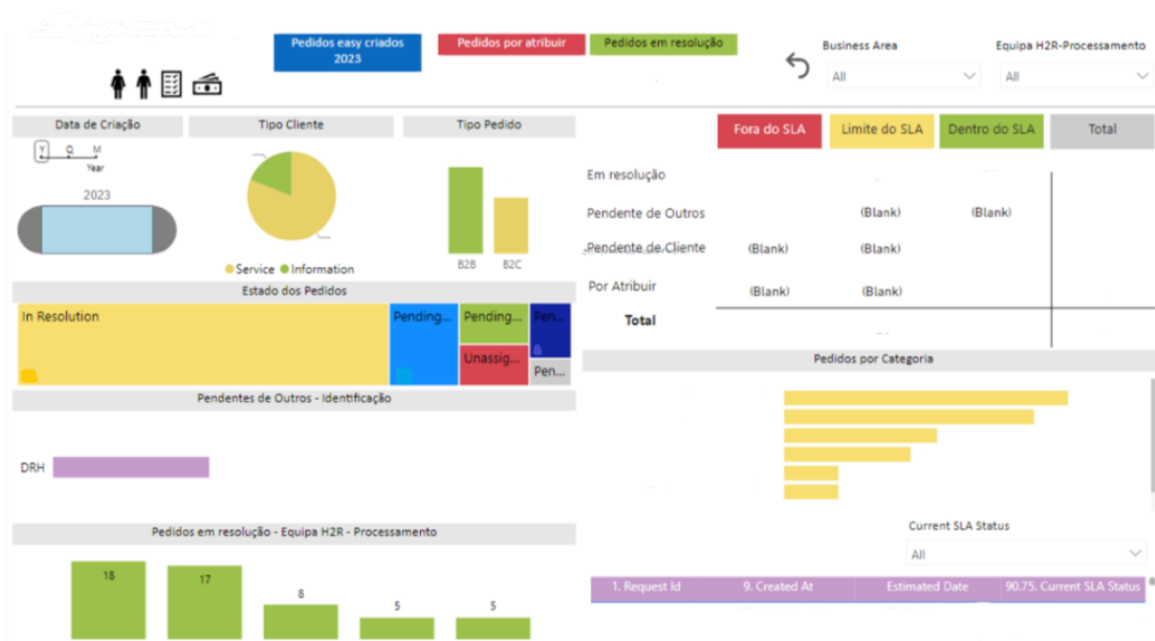 Pedidos easy criados
2023
Pedidos por atribuir
Pedidos em resolução
Business Area
All
Equipa H2R-Processamento
All
Data de Criação
Y Q M
Year
2023
Tipo Cliente
Service Information
Tipo Pedido
B2B B2C
Fora do SLA Limite do SLA Dentro do SLA Total
Em resolução
Pendente de Outros (Blank) (Blank)
Pendente de Cliente (Blank) (Blank)
Por Atribuir (Blank) (Blank)
Total
Estado dos Pedidos
In Resolution
Pending...
Pending...
Unassig...
Pen...
Pen...
Pedidos por Categoria
Pendentes de Outros - Identificação
DRH
Pedidos em resolução - Equipa H2R - Processamento
18 17 8 5 5
Current SLA Status
All
1. Request Id 9. Created At Estimated Date 90.75. Current SLA Status